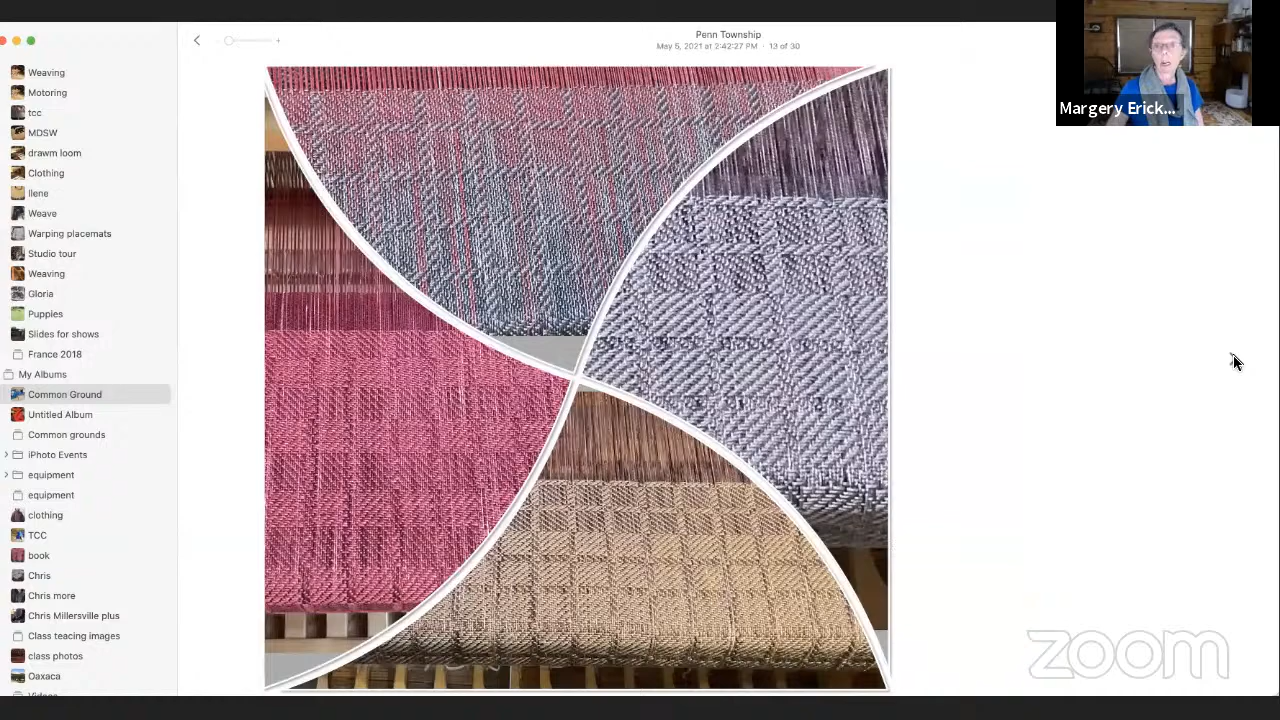 Penn Township
May 5, 2021 at 2:42:27 PM · 13 of 30
Margery Erick...
Weaving
Motoring
tcc
MDSW
drawm loom
Clothing
Ilene
Weave
Warping placemats
Studio tour
Weaving
Gloria
Puppies
Slides for shows
France 2018
My Albums
Common Ground
Untitled Album
Common grounds
iPhoto Events
equipment
equipment
clothing
TCC
book
Chris
Chris more
Chris Millersville plus
Class teacing images
class photos
Oaxaca
zoom